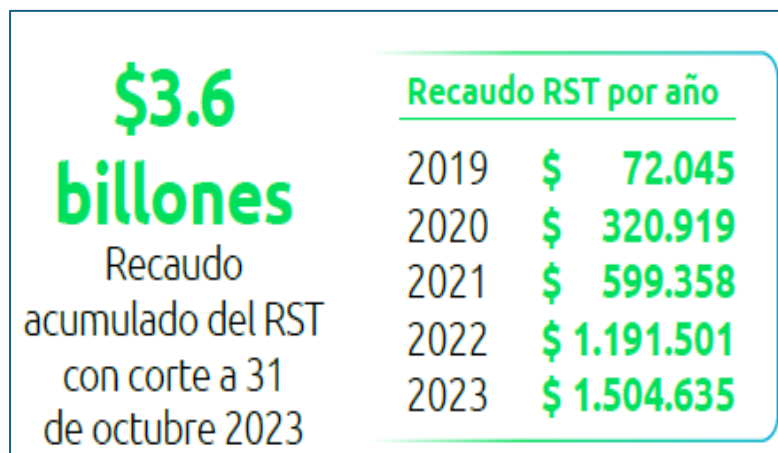 $3.6
billones
Recaudo
acumulado del RST
con corte a 31
de octubre 2023
Recaudo RST por año
2019 $ 72.045
2020 $ 320.919
2021 $ 599.358
2022 $ 1.191.501
2023 $ 1.504.635